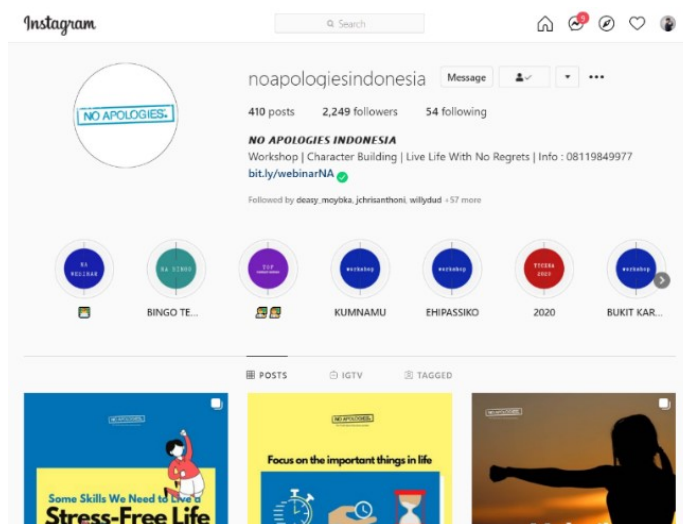 Instagram
Search
9
NO APOLOGIES
noapologiesindonesia
Message
410 posts 2,249 followers 54 following
NO APOLOGIES INDONESIA
Workshop | Character Building | Live Life With No Regrets | Info : 08119849977
bit.ly/webinarNA
Followed by deasy_moybka, jchrisanthoni, willydud +57 more
NA WEBINAR
NA BINGO
workshop
workshop
2020
workshop
BINGO TE...
KUMNAMU
EHIPASSIKO
2020
BUKIT KAR...
POSTS
IGTV
TAGGED
NO APOLOGIES
NO APOLOGIES
NO APOLOGIES
Some Skills We Need to Live a
Stress-Free Life
Focus on the important things in life